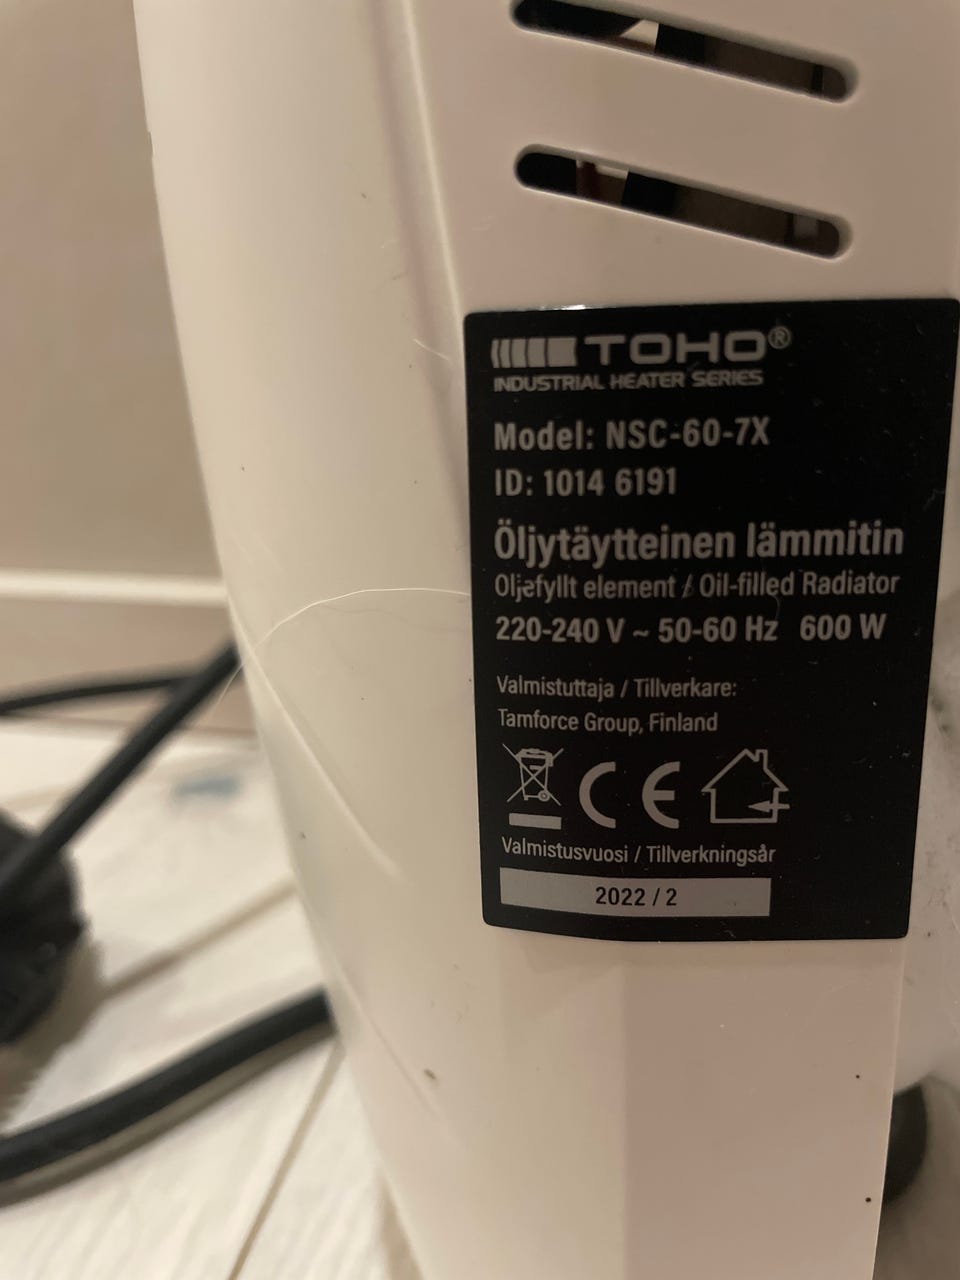 TOHO®
INDUSTRIAL HEATER SERIES
Model: NSC-60-7X
ID: 1014 6191
Öljytäytteinen lämmitin
Oljefyllt element / Oil-filled Radiator
220-240 V ~ 50-60 Hz 600 W
Valmistuttaja / Tillverkare:
Tamforce Group, Finland
CE
Valmistusvuosi / Tillverkningsår
2022 / 2